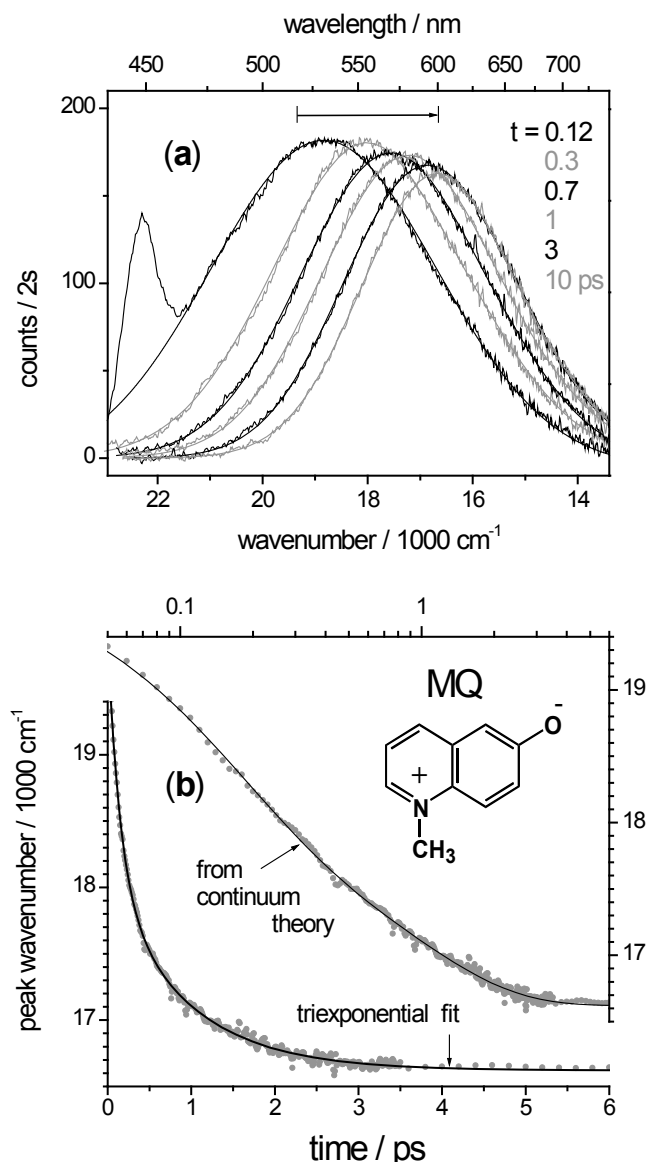 wavelength / nm
450 500 550 600 650 700
200
100
0
counts / 2s
(a)
t = 0.12
0.3
0.7
1
3
10 ps
22 20 18 16 14
wavenumber / 1000 cm-1
0.1 1
MQ
O-
+
N
CH3
19
18
17
peak wavenumber / 1000 cm-1
(b)
from
continuum
theory
triexponential fit
19
18
17
0 1 2 3 4 5 6
time / ps